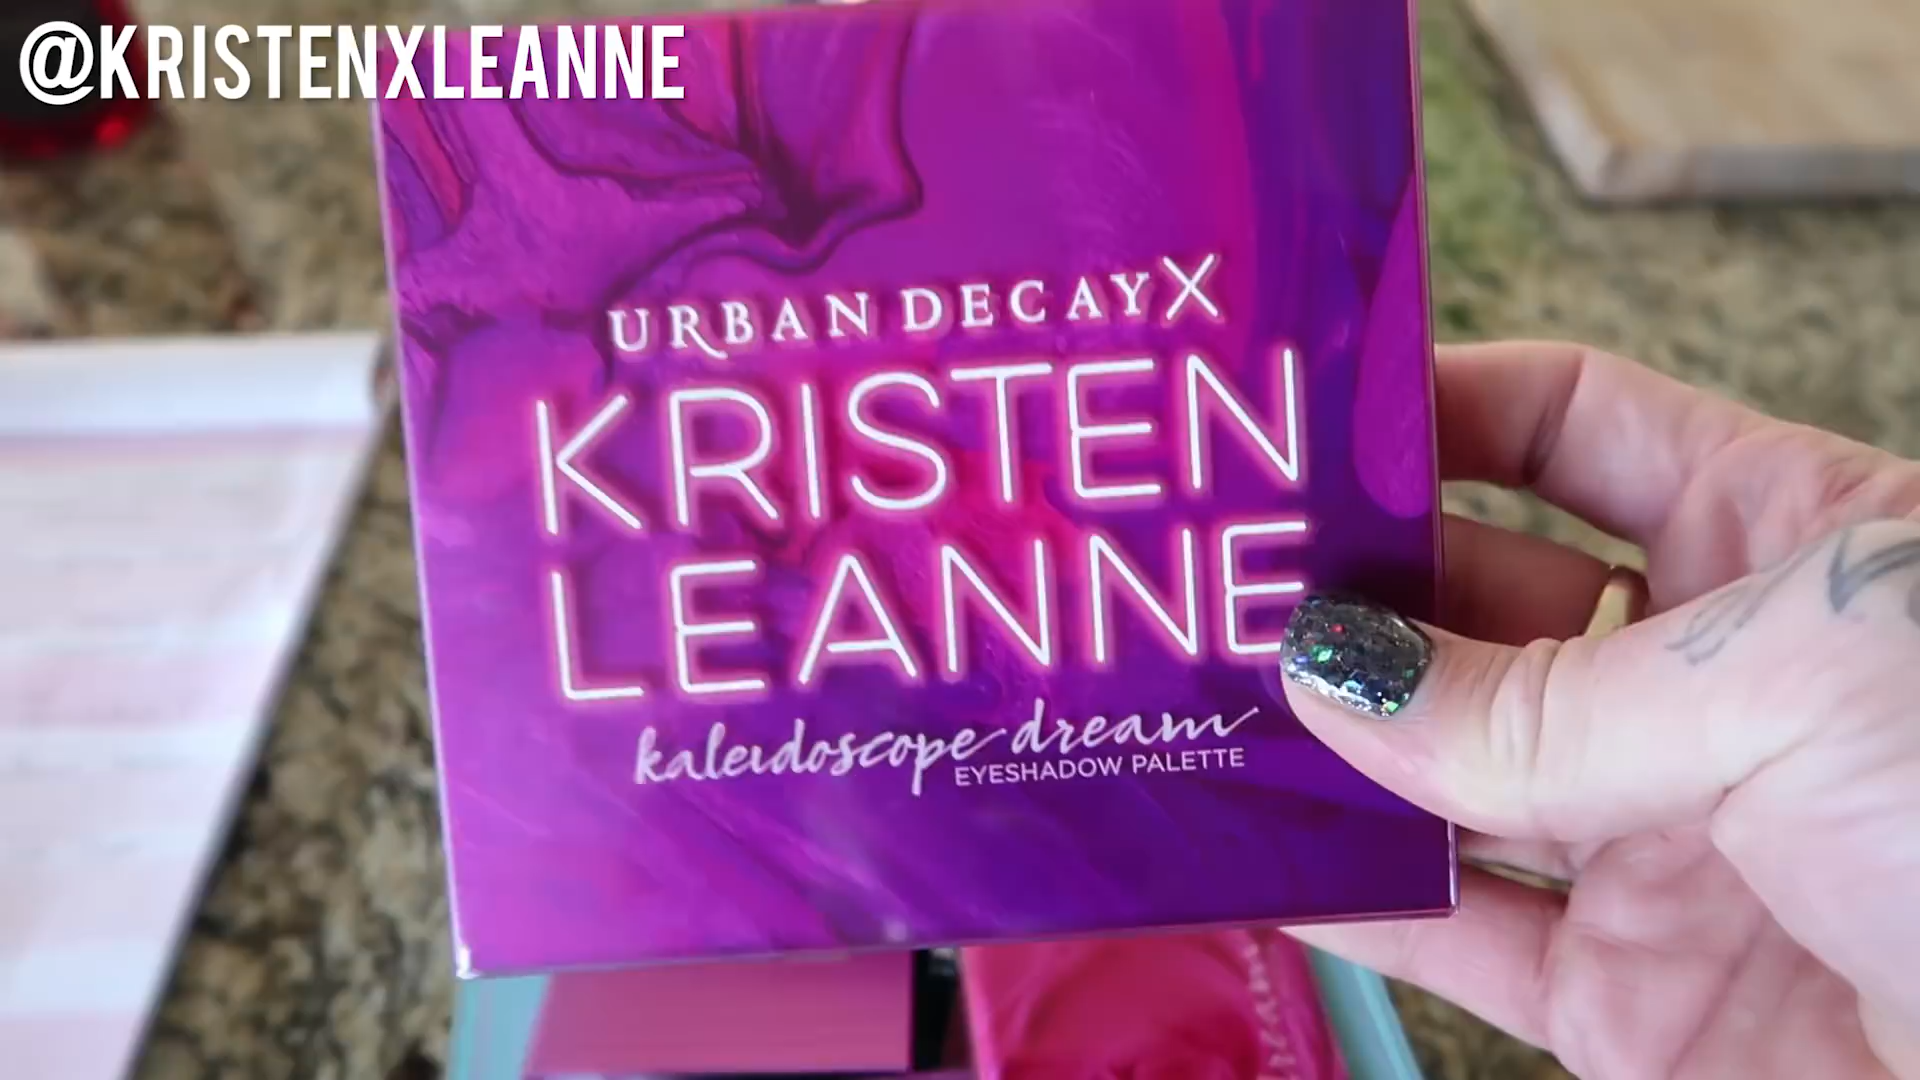 @KRISTENXLEANNE
URBAN DECAY X
KRISTEN
LEANNE
kaleidoscope dream
EYESHADOW PALETTE